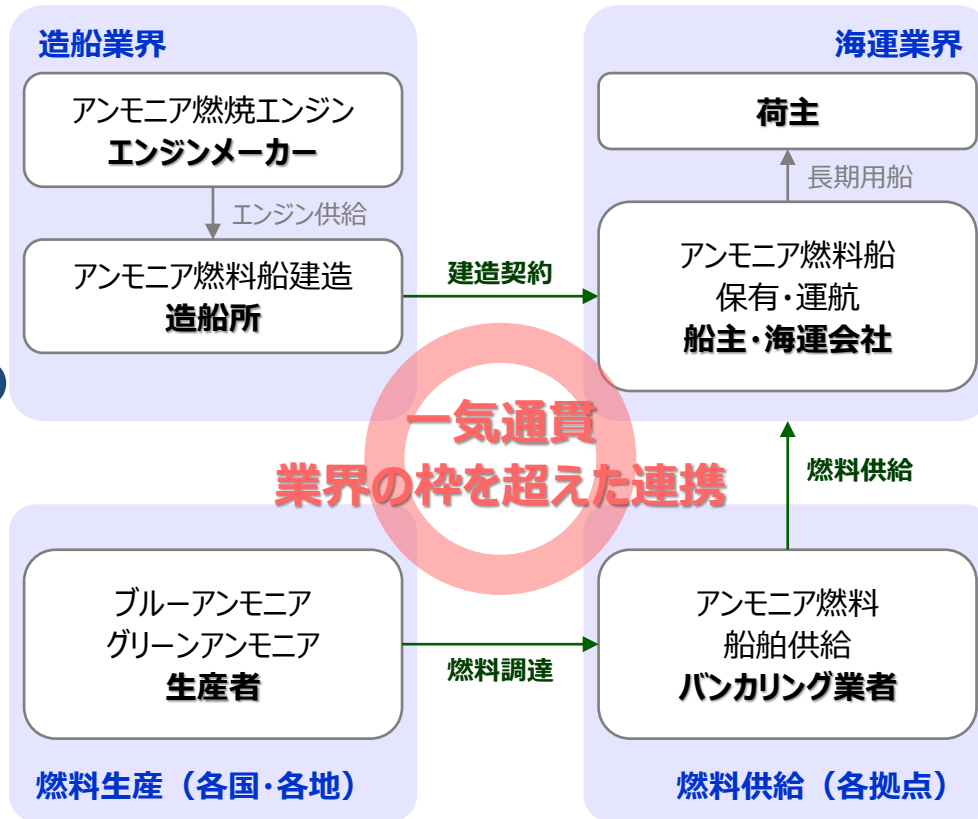 造船業界
アンモニア燃焼エンジン
エンジンメーカー
エンジン供給
アンモニア燃料船建造
造船所
建造契約
海運業界
荷主
長期用船
アンモニア燃料船
保有・運航
船主・海運会社
一気通貫
業界の枠を超えた連携
燃料供給
ブルーアンモニア
グリーンアンモニア
生産者
燃料生産（各国・各地）
燃料調達
アンモニア燃料
船舶供給
バンカリング業者
燃料供給（各拠点）